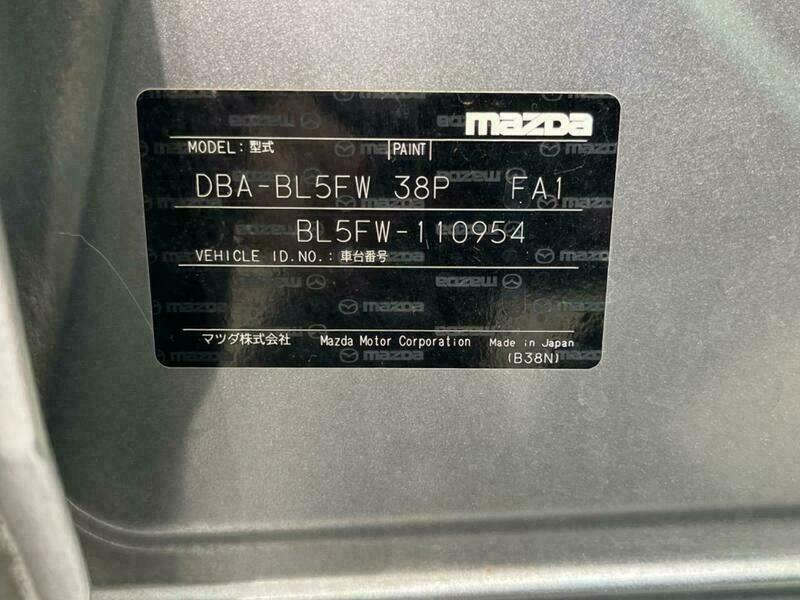 mazda
MODEL: 型式 PAINT
DBA-BL5FW 38P FA1
BL5FW-110954
VEHICLE ID.NO.: 車台番号
マツダ株式会社 Mazda Motor Corporation Made in Japan
(B38N)